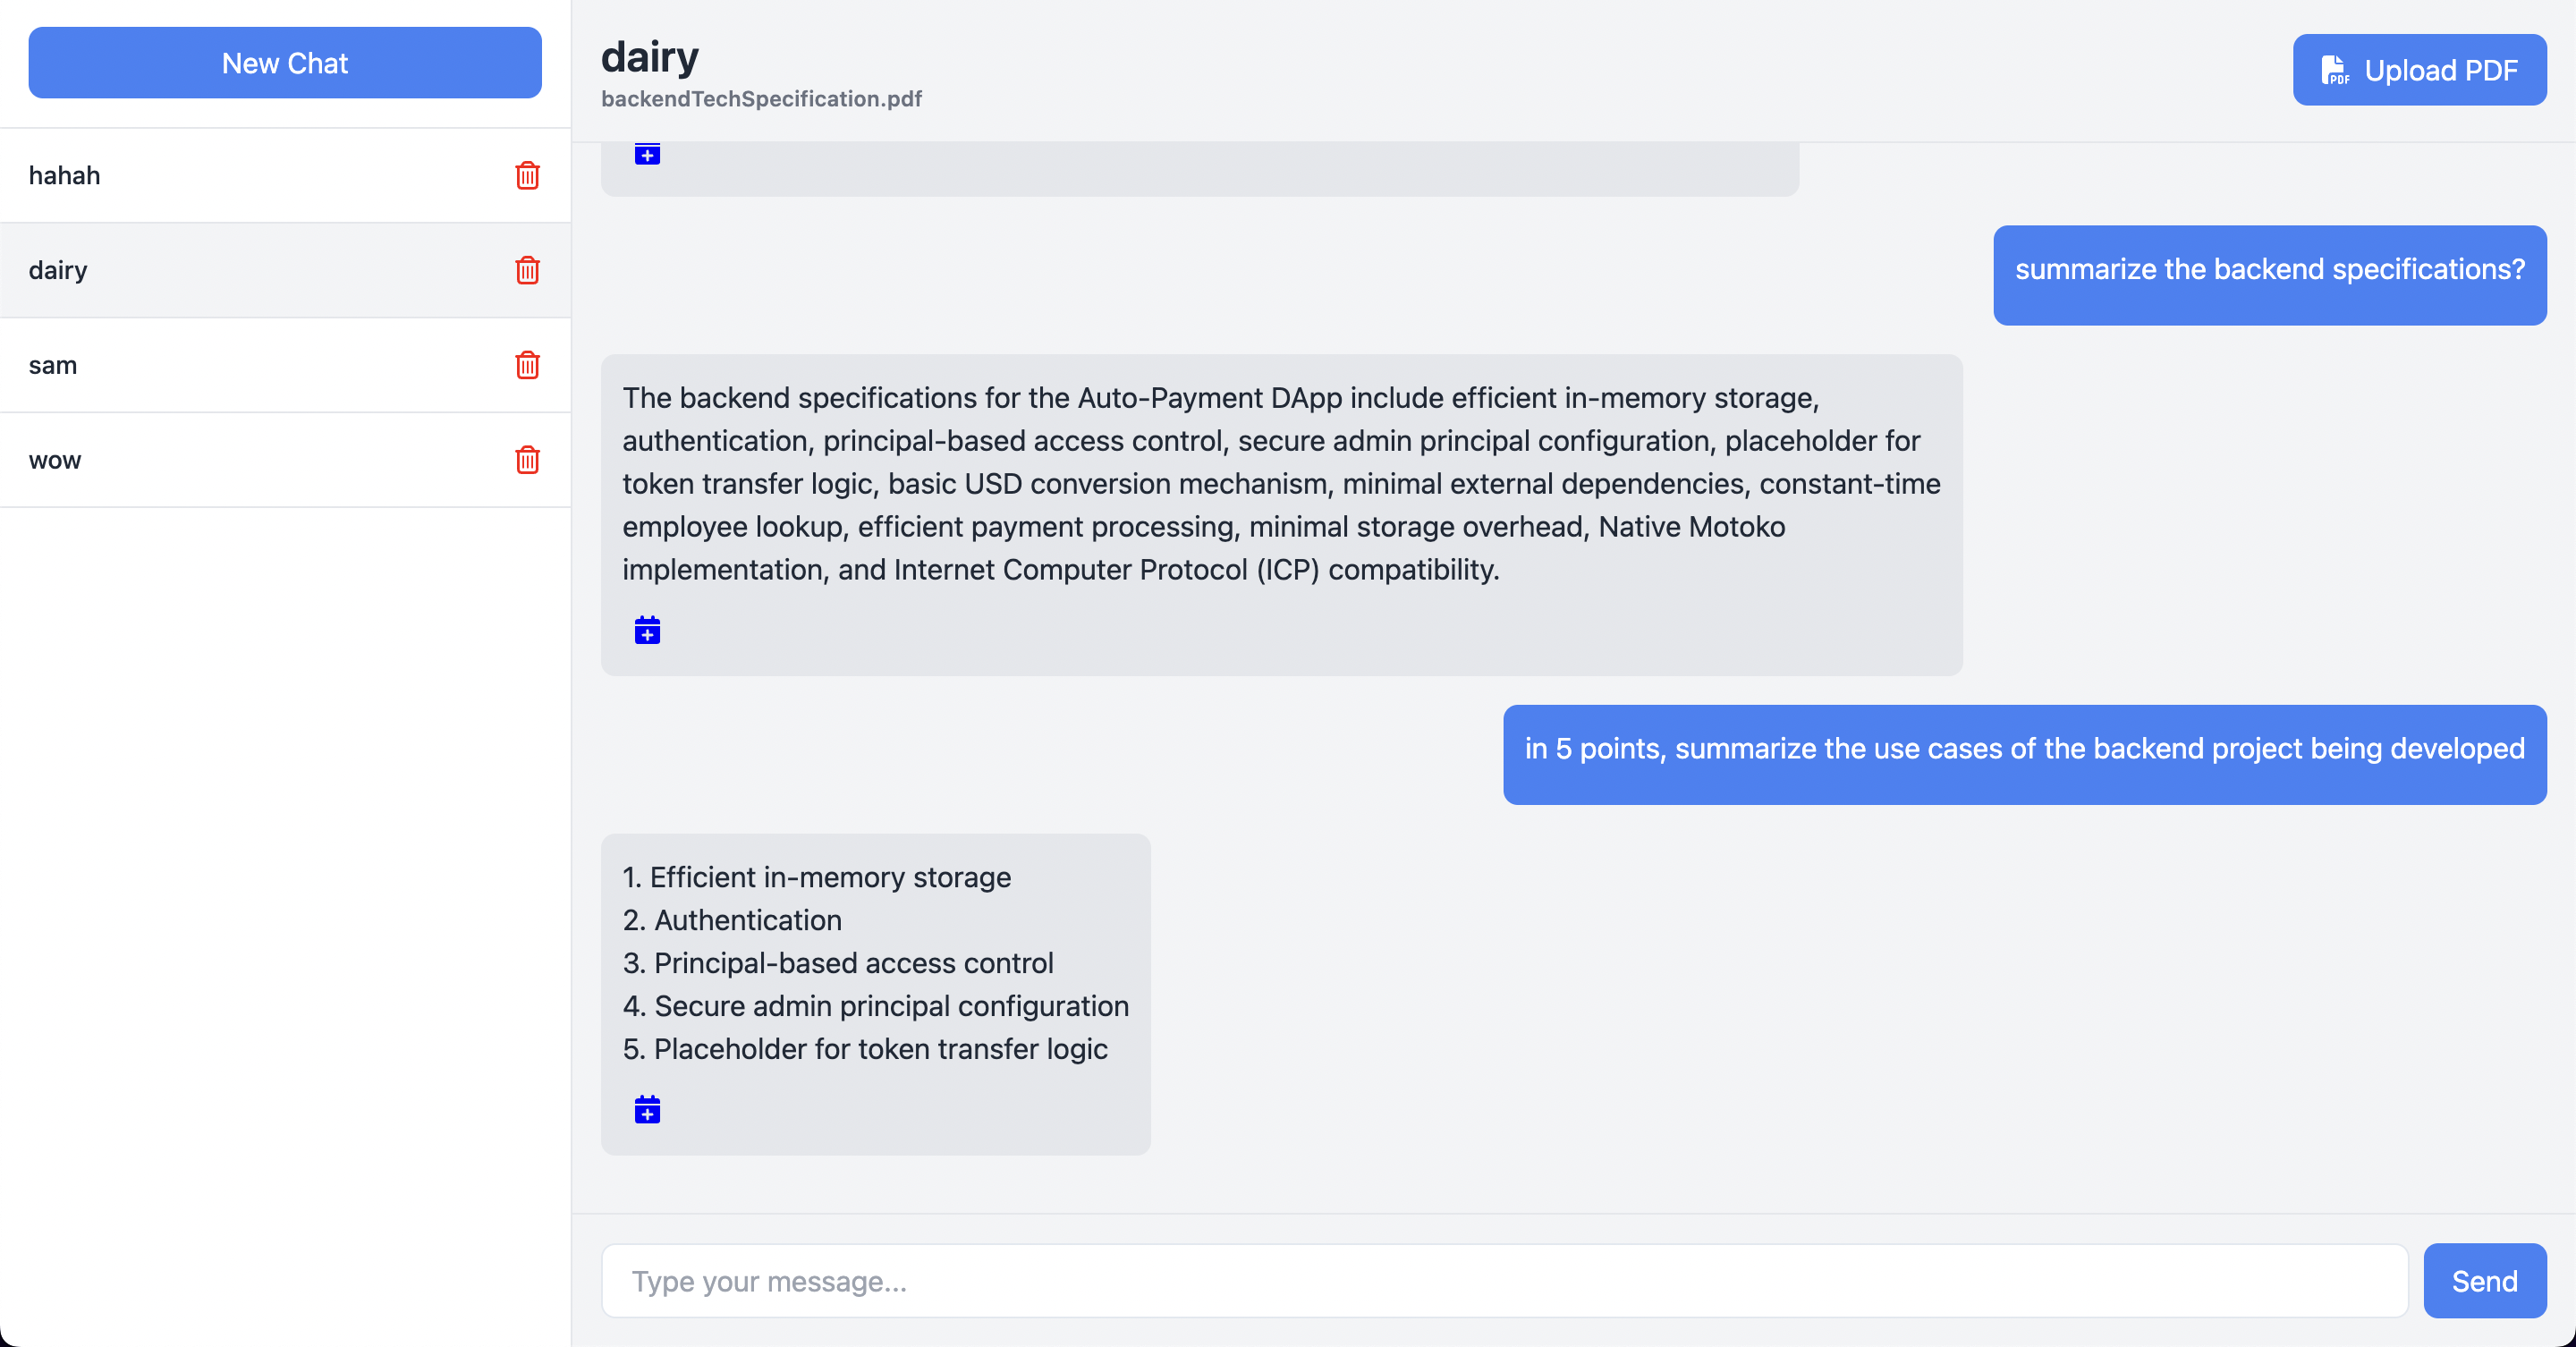 New Chat
hahah
dairy
sam
wow
dairy
backendTechSpecification.pdf
PDF
Upload PDF
summarize the backend specifications?
The backend specifications for the Auto-Payment DApp include efficient in-memory storage,
authentication, principal-based access control, secure admin principal configuration, placeholder for
token transfer logic, basic USD conversion mechanism, minimal external dependencies, constant-time
employee lookup, efficient payment processing, minimal storage overhead, Native Motoko
implementation, and Internet Computer Protocol (ICP) compatibility.
in 5 points, summarize the use cases of the backend project being developed
1. Efficient in-memory storage
2. Authentication
3. Principal-based access control
4. Secure admin principal configuration
5. Placeholder for token transfer logic
Type your message...
Send